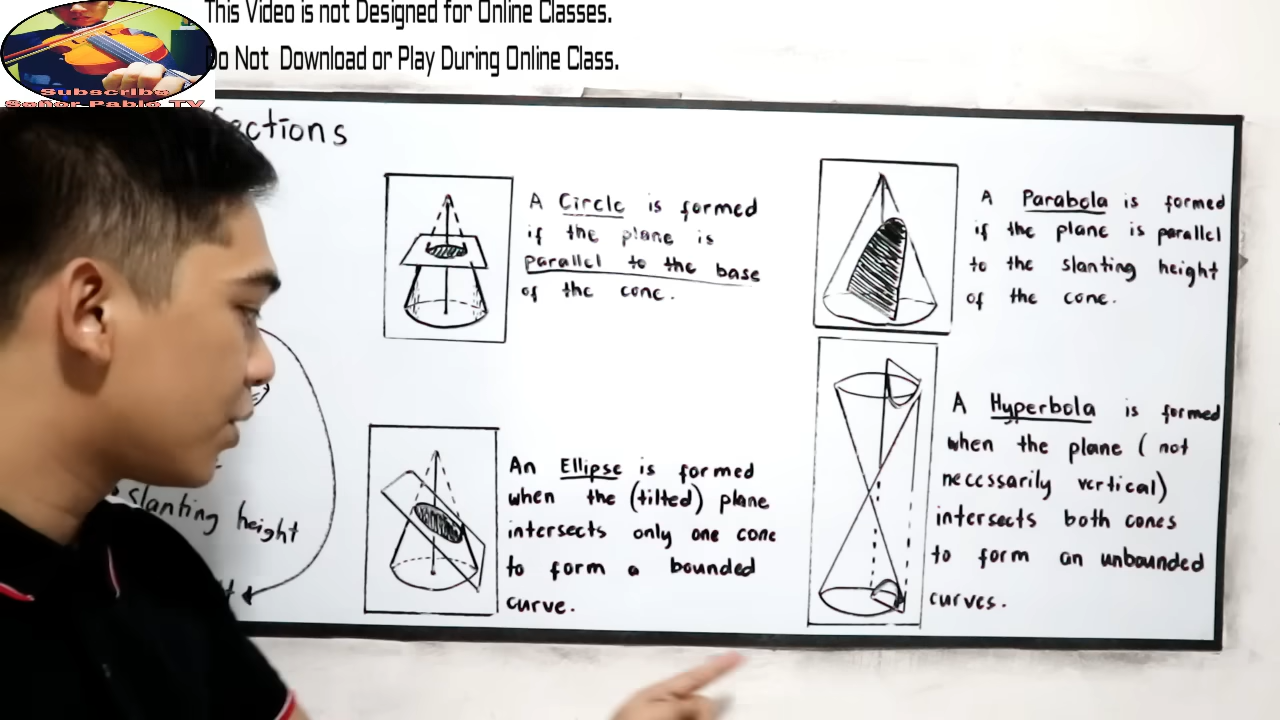 This Video is not Designed for Online Classes.
Do Not Download or Play During Online Class.
Subscribe
Señor Pablo TV
Sections
A Circle is formed
if the plane is
parallel to the base
of the cone.
A Parabola is formed
if the plane is parallel
to the slanting height
of the cone.
slanting height
An Ellipse is formed
when the (tilted) plane
intersects only one cone
to form a bounded
curve.
A Hyperbola is formed
when the plane (not
necessarily vertical)
intersects both cones
to form an unbounded
curves.